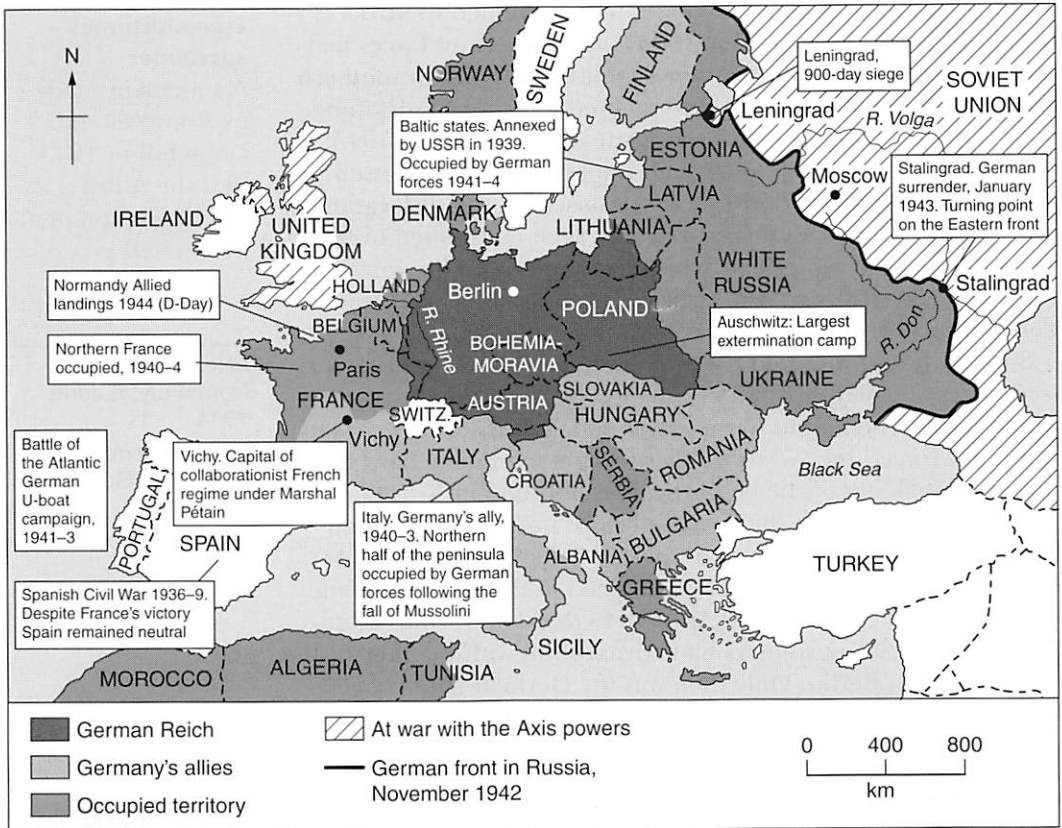 N
NORWAY
SWEDEN
FINLAND
Leningrad,
900-day siege
SOVIET
UNION
Leningrad
R. Volga
Baltic states. Annexed
by USSR in 1939.
Occupied by German
forces 1941–4
ESTONIA
Moscow
Stalingrad. German
surrender, January
1943. Turning point
on the Eastern front
LATVIA
IRELAND
UNITED
KINGDOM
DENMARK
LITHUANIA
Normandy Allied
landings 1944 (D-Day)
HOLLAND
Berlin
WHITE
RUSSIA
Stalingrad
POLAND
BELGIUM
R. Rhine
Auschwitz: Largest
extermination camp
R. Don
Northern France
occupied, 1940–4
Paris
BOHEMIA-
MORAVIA
SLOVAKIA
UKRAINE
FRANCE
SWITZ.
AUSTRIA
HUNGARY
Vichy
ITALY
ROMANIA
Battle of
the Atlantic
German
U-boat
campaign,
1941–3
Vichy. Capital of
collaborationist French
regime under Marshal
Pétain
CROATIA
SERBIA
Black Sea
PORTUGAL
SPAIN
Italy. Germany's ally,
1940–3. Northern
half of the peninsula
occupied by German
forces following the
fall of Mussolini
BULGARIA
ALBANIA
TURKEY
GREECE
Spanish Civil War 1936–9.
Despite France's victory
Spain remained neutral
SICILY
MOROCCO
ALGERIA
TUNISIA
German Reich
Germany's allies
Occupied territory
At war with the Axis powers
German front in Russia,
November 1942
0 400 800
km